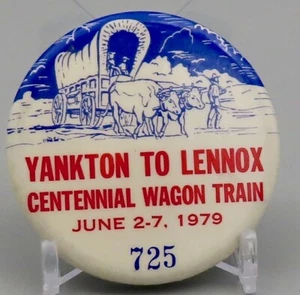 YANKTON TO LENNOX
CENTENNIAL WAGON TRAIN
JUNE 2-7, 1979
725